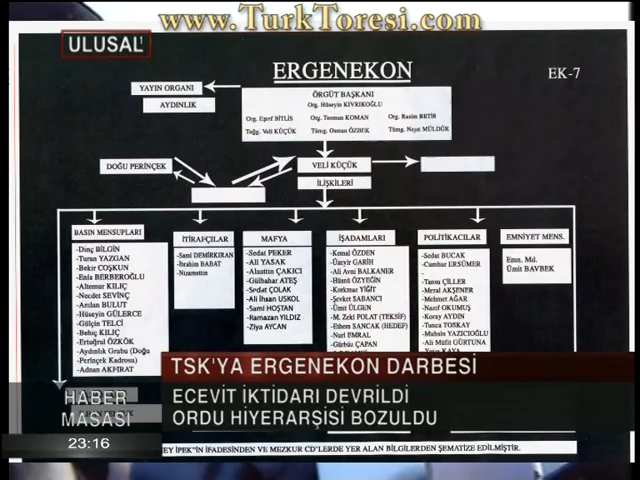 www.TurkToresi.com
ULUSAL
ERGENEKON
EK-7
YAYIN ORGANI
AYDINLIK
ÖRGÜT BAŞKANI
Org. Hüseyin KIVRIKOĞLU
Org. Eşref BİTLİS Org. Teoman KOMAN Org. Rasim BETİR
Tuğg. Veli KÜÇÜK Tümg. Osman ÖZBEK Tümg. Neşat MÜLDÜR
DOĞU PERİNÇEK
VELİ KÜÇÜK
İLİŞKİLERİ
BASIN MENSUPLARI
-Dinç BİLGİN
-Turan YAZGAN
-Bekir COŞKUN
-Enis BERBEROĞLU
-Altemur KILIÇ
-Necdet SEVİNÇ
-Arslan BULUT
-Hüseyin GÜLERCE
-Gülçin TELCİ
-Behiç KILIÇ
-Ertuğrul ÖZKÖK
-Aydınlık Grubu (Doğu
Perinçek Kadrosu)
-Adnan AKFIRAT
İTİRAFÇILAR
-Sami DEMİRKIRAN
-İbrahim BABAT
-Nizamettin
MAFYA
-Sedat PEKER
-Ali YASAK
-Alaattin ÇAKICI
-Gülbahar ATEŞ
-Sedat ÇOLAK
-Ali İhsan USKOL
-Sami HOŞTAN
-Ramazan YILDIZ
-Ziya AYCAN
İŞADAMLARI
-Kemal ÖZDEN
-Üzeyir GARİH
-Ali Avni BALKANER
-Hüsnü ÖZYEĞİN
-Korkmaz YİĞİT
-Şevket SABANCI
-Ümit ÜLGEN
-M. Zeki POLAT (TEKSİF)
-Ethem SANCAK (HEDEF)
-Nuri EMRAL
-Gürbüz ÇAPAN
POLİTİKACILAR
-Sedat BUCAK
-Cumhur ERSÜMER
-
-Tansu ÇİLLER
-Meral AKŞENER
-Mehmet AĞAR
-Nazif OKUMUŞ
-Koray AYDIN
-Tunca TOSKAY
-Muhsin YAZICIOĞLU
-Ali Müfit GÜRTUNA
EMNİYET MENS.
Emn. Md.
Ümit BAVBEK
TSK'YA ERGENEKON DARBESİ
HABER MASASI
ECEVİT İKTİDARI DEVRİLDİ
ORDU HİYERARŞİSİ BOZULDU
23:16
EY İPEK"İN İFADESİNDEN VE MEZKUR CD'LERDE YER ALAN BİLGİLERDEN ŞEMATİZE EDİLMİŞTİR.